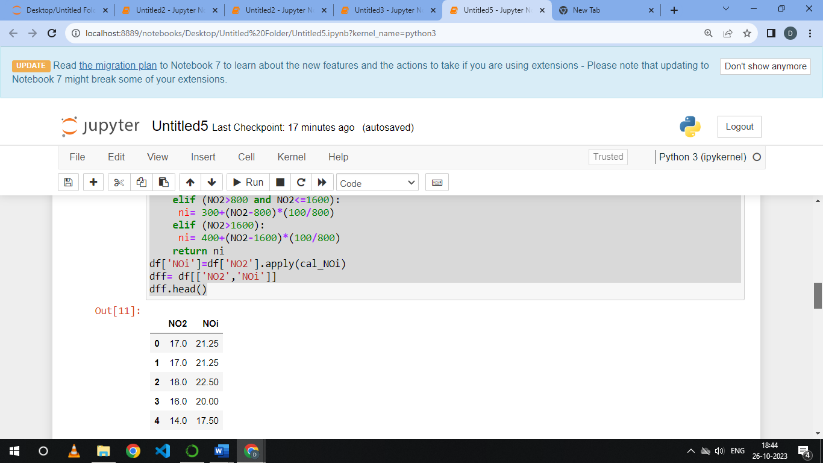 Desktop/Untitled Fol
Untitled2 - Jupyter N
Untitled2 - Jupyter N
Untitled3 - Jupyter N
Untitled5 - Jupyter N
New Tab
localhost:8889/notebooks/Desktop/Untitled%20Folder/Untitled5.ipynb?kernel_name=python3
D
UPDATE Read the migration plan to Notebook 7 to learn about the new features and the actions to take if you are using extensions - Please note that updating to
Notebook 7 might break some of your extensions.
Don't show anymore
jupyter Untitled5 Last Checkpoint: 17 minutes ago (autosaved)
Logout
File Edit View Insert Cell Kernel Help
Trusted
Python 3 (ipykernel)
Run
Code
elif (NO2>800 and NO2<=1600):
ni= 300+(NO2-800)*(100/800)
elif (NO2>1600):
ni= 400+(NO2-1600)*(100/800)
return ni
df['NOi']=df['NO2'].apply(cal_NOi)
dff= df[['NO2','NOi']]
dff.head()
Out[11]:
NO2 NOi
0 17.0 21.25
1 17.0 21.25
2 18.0 22.50
3 16.0 20.00
4 14.0 17.50
ENG
18:44
26-10-2023
4